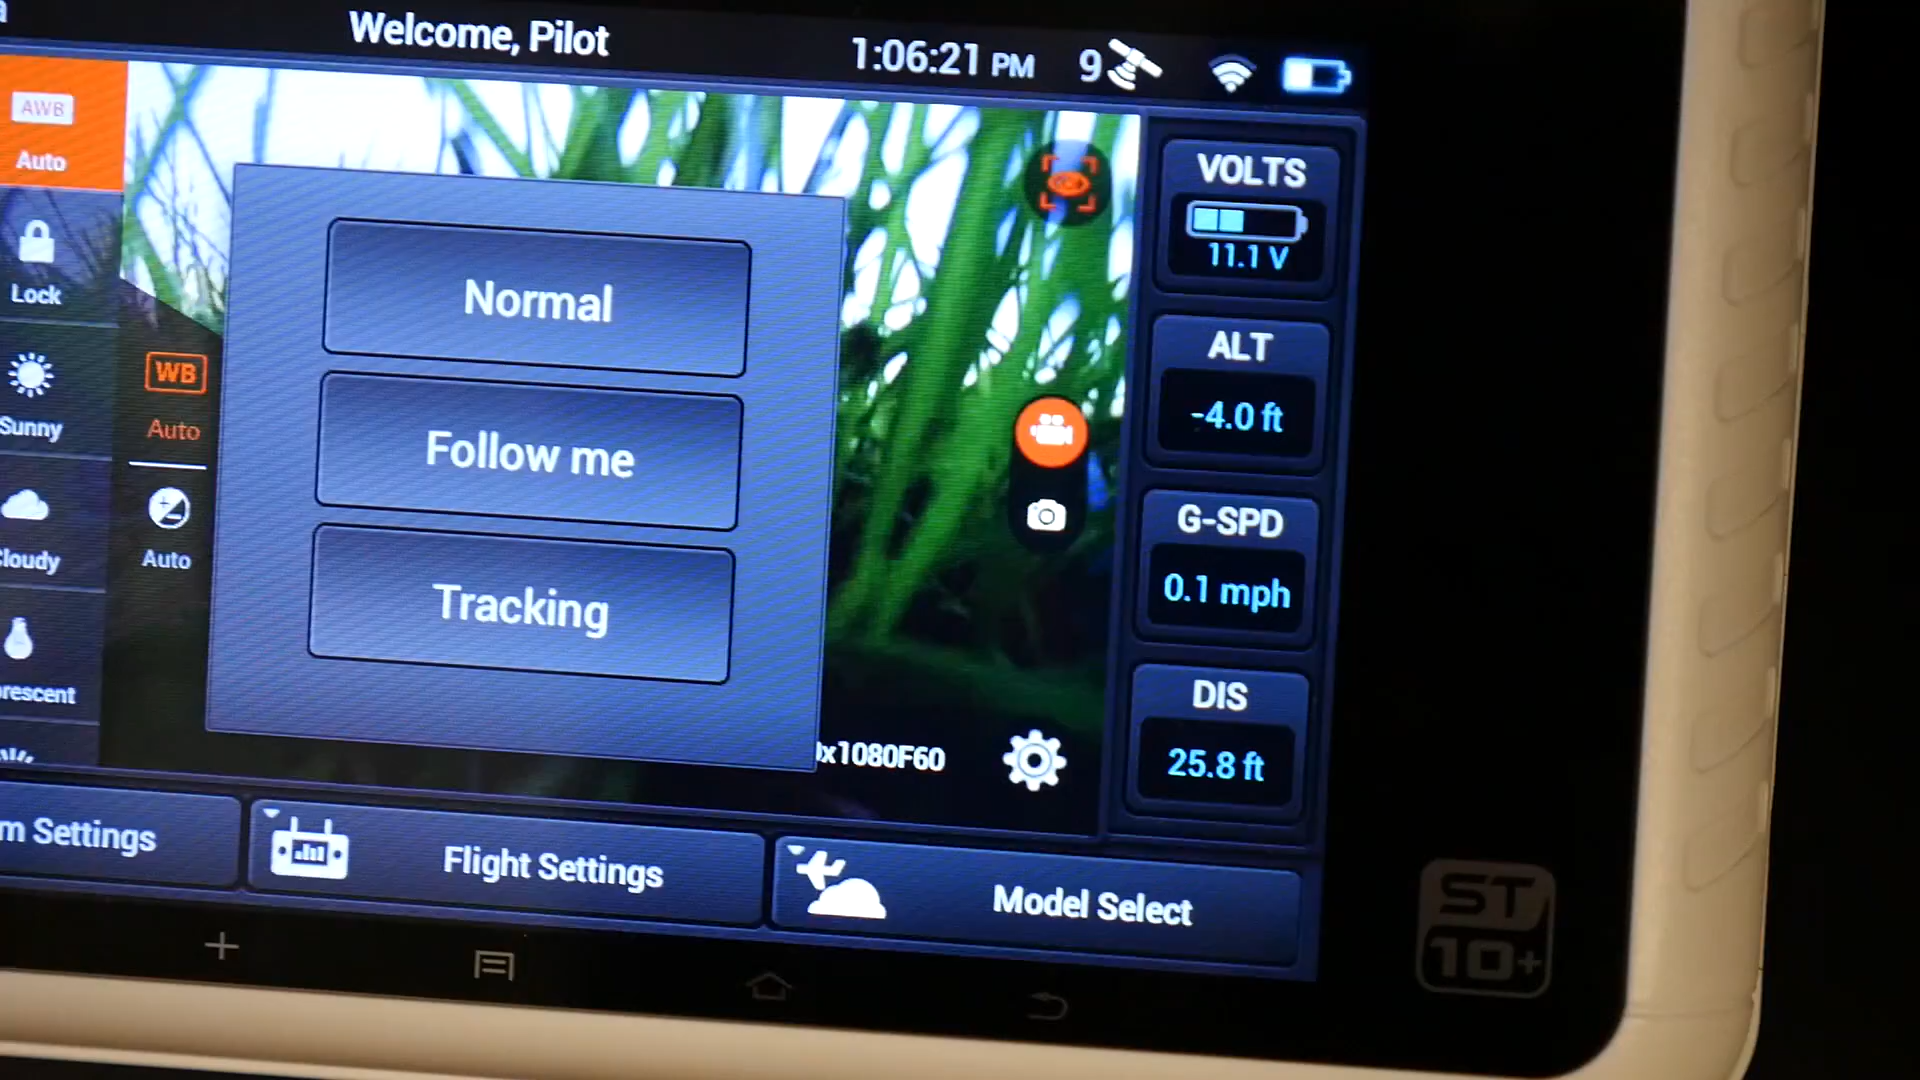 Welcome, Pilot
1:06:21 PM
9
AWB
Auto
Lock
Sunny
Cloudy
rescent
WB
Auto
Auto
Normal
Follow me
Tracking
x1080F60
VOLTS
11.1 V
ALT
-4.0 ft
G-SPD
0.1 mph
DIS
25.8 ft
m Settings
Flight Settings
Model Select
ST
10+